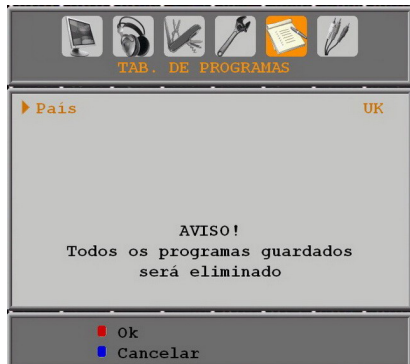 TAB. DE PROGRAMAS
País UK
AVISO!
Todos os programas guardados
será eliminado
Ok
Cancelar